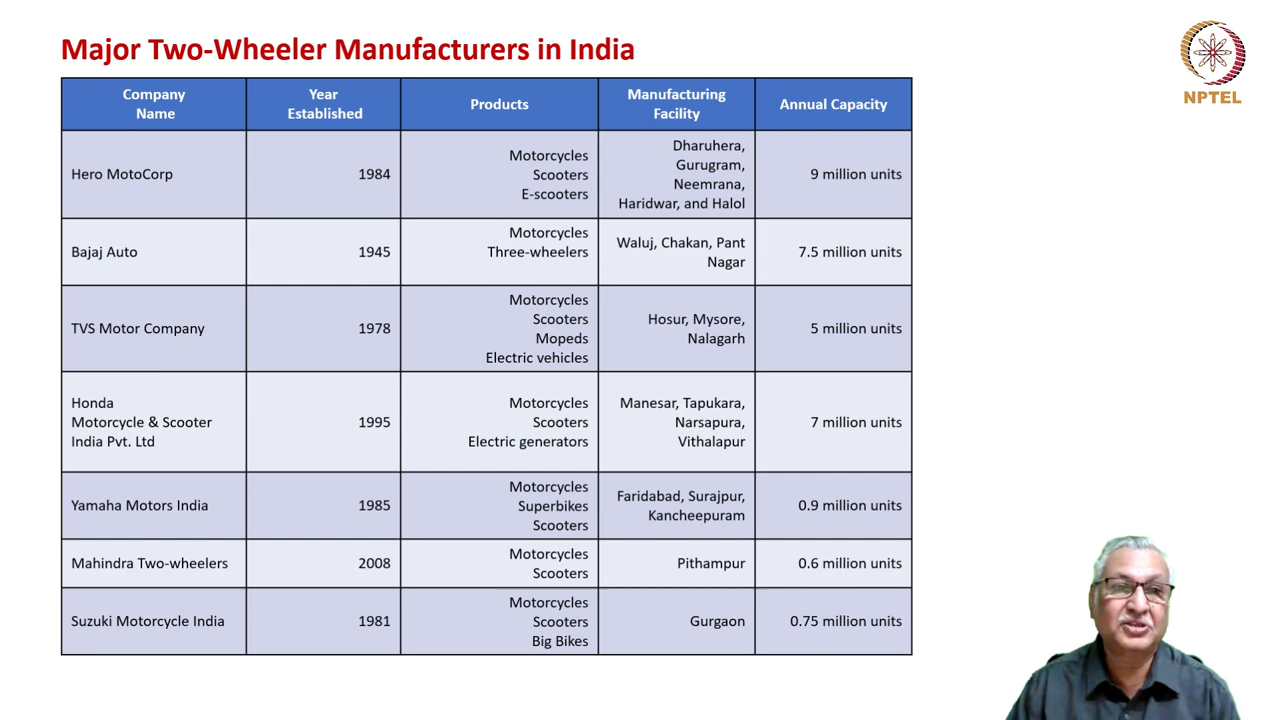 Major Two-Wheeler Manufacturers in India
NPTEL
Company
Name
Year
Established
Products
Manufacturing
Facility
Annual Capacity
Hero MotoCorp
1984
Motorcycles
Scooters
E-scooters
Dharuhera,
Gurugram,
Neemrana,
Haridwar, and Halol
9 million units
Bajaj Auto
1945
Motorcycles
Three-wheelers
Waluj, Chakan, Pant
Nagar
7.5 million units
TVS Motor Company
1978
Motorcycles
Scooters
Mopeds
Electric vehicles
Hosur, Mysore,
Nalagarh
5 million units
Honda
Motorcycle & Scooter
India Pvt. Ltd
1995
Motorcycles
Scooters
Electric generators
Manesar, Tapukara,
Narsapura,
Vithalapur
7 million units
Yamaha Motors India
1985
Motorcycles
Superbikes
Scooters
Faridabad, Surajpur,
Kancheepuram
0.9 million units
Mahindra Two-wheelers
2008
Motorcycles
Scooters
Pithampur
0.6 million units
Suzuki Motorcycle India
1981
Motorcycles
Scooters
Big Bikes
Gurgaon
0.75 million units